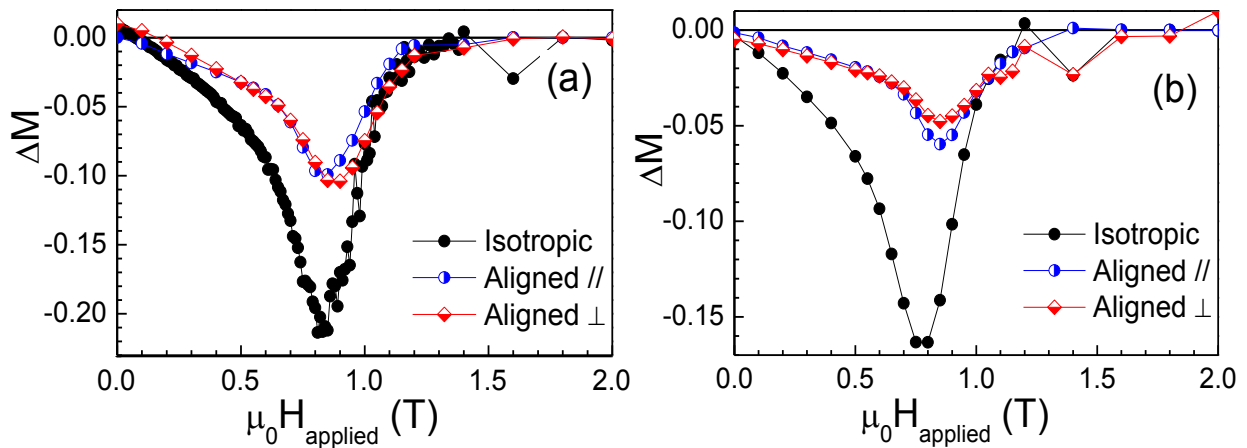 0.00
-0.05
-0.10
-0.15
-0.20
ΔM
(a)
Isotropic
Aligned //
Aligned ⊥
0.0 0.5 1.0 1.5 2.0
μ0Happlied (T)
0.00
-0.05
-0.10
-0.15
ΔM
(b)
Isotropic
Aligned //
Aligned ⊥
0.0 0.5 1.0 1.5 2.0
μ0Happlied (T)